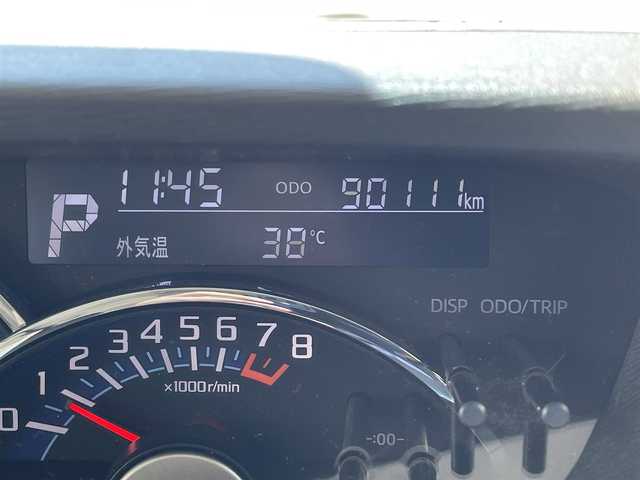 11:45 ODO 90111km
P
外気温 38℃
DISP ODO/TRIP
0 1 2 3 4 5 6 7 8
×1000r/min
-:00-